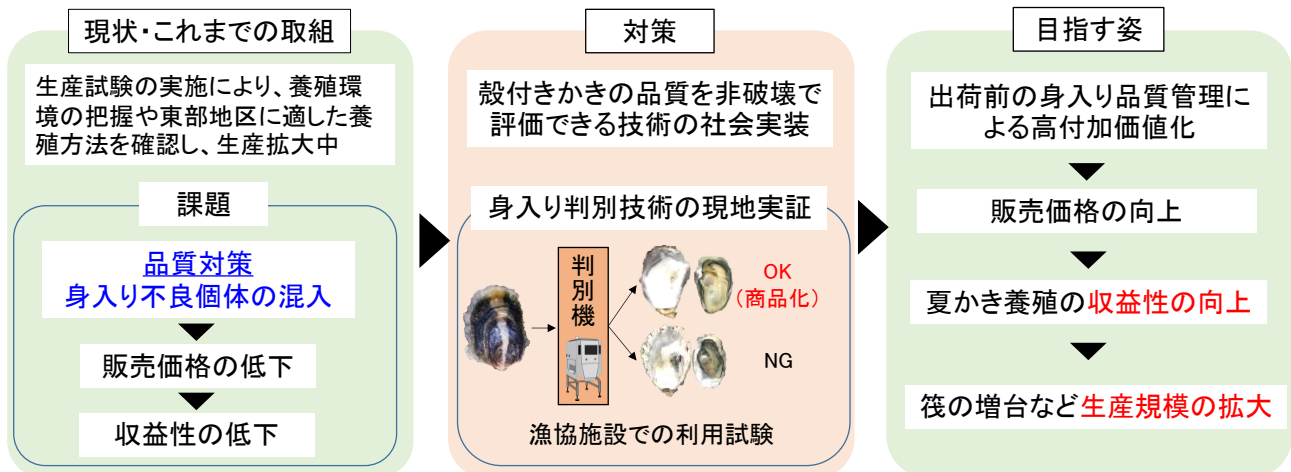 現状・これまでの取組
生産試験の実施により、養殖環
境の把握や東部地区に適した養
殖方法を確認し、生産拡大中
課題
品質対策
身入り不良個体の混入
販売価格の低下
収益性の低下
対策
殻付きかきの品質を非破壊で
評価できる技術の社会実装
身入り判別技術の現地実証
判別機
OK
（商品化）
NG
漁協施設での利用試験
目指す姿
出荷前の身入り品質管理に
よる高付加価値化
販売価格の向上
夏かき養殖の収益性の向上
筏の増台など生産規模の拡大